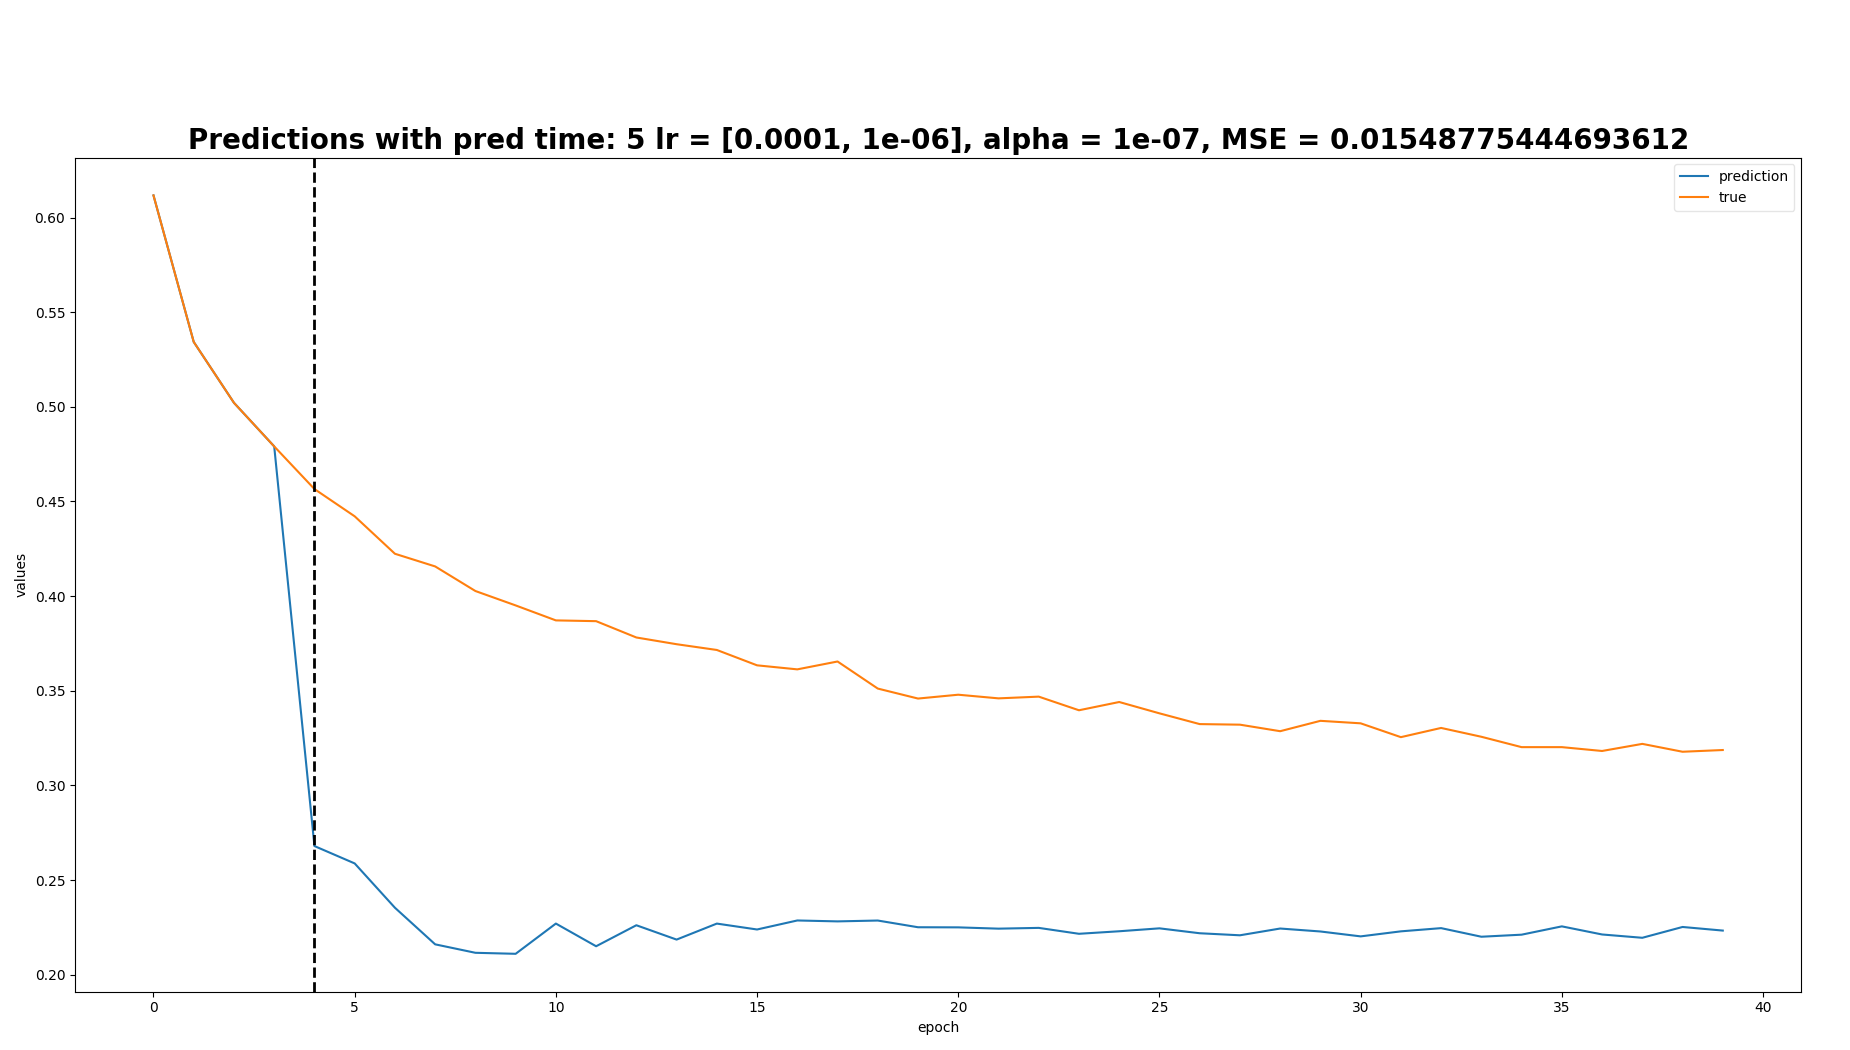 Predictions with pred time: 5 lr = [0.0001, 1e-06], alpha = 1e-07, MSE = 0.01548775444693612
prediction
true
0.60
0.55
0.50
0.45
0.40
0.35
0.30
0.25
0.20
values
0 5 10 15 20 25 30 35 40
epoch